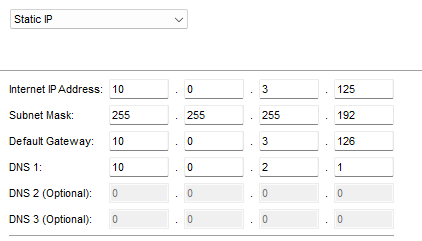 Static IP
Internet IP Address: 10 . 0 . 3 . 125
Subnet Mask: 255 . 255 . 255 . 192
Default Gateway: 10 . 0 . 3 . 126
DNS 1: 10 . 0 . 2 . 1
DNS 2 (Optional): 0 . 0 . 0 . 0
DNS 3 (Optional): 0 . 0 . 0 . 0